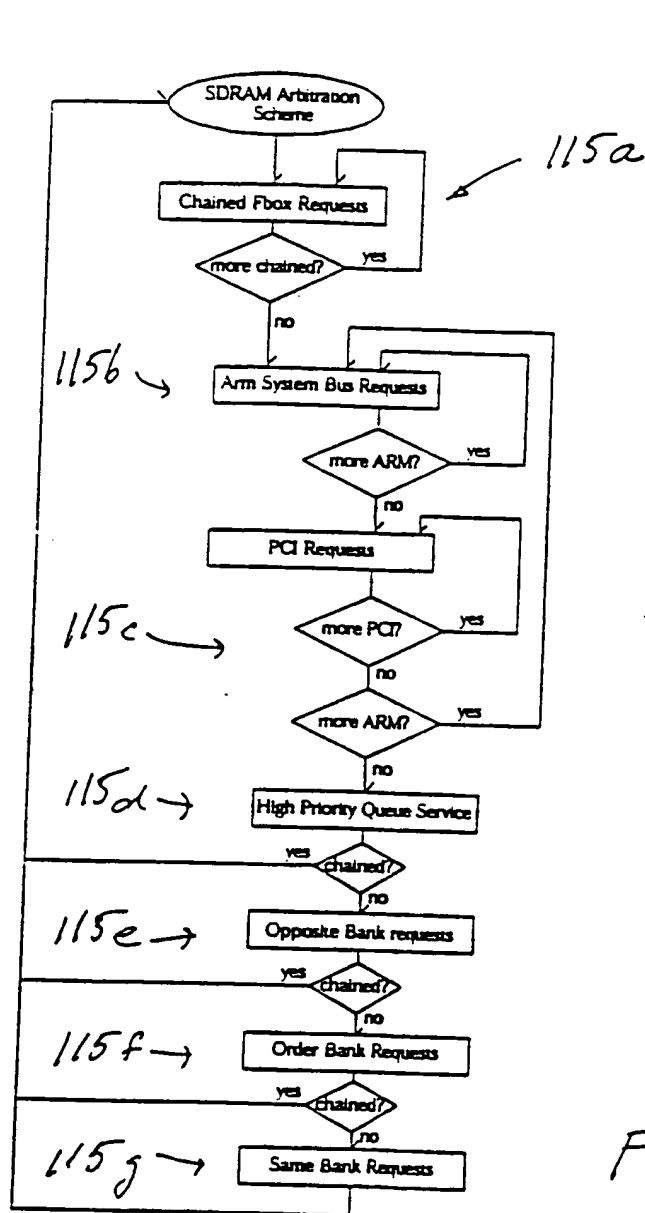 SDRAM Arbitration
Scheme
115a
Chained Fbox Requests
more chained?
yes
no
115b
Arm System Bus Requests
more ARM?
yes
no
PCI Requests
115c
more PCI?
yes
no
more ARM?
yes
no
115d
High Priority Queue Service
yes
chained?
no
115e
Opposite Bank requests
yes
chained?
no
115f
Order Bank Requests
yes
chained?
no
115g
Same Bank Requests
F